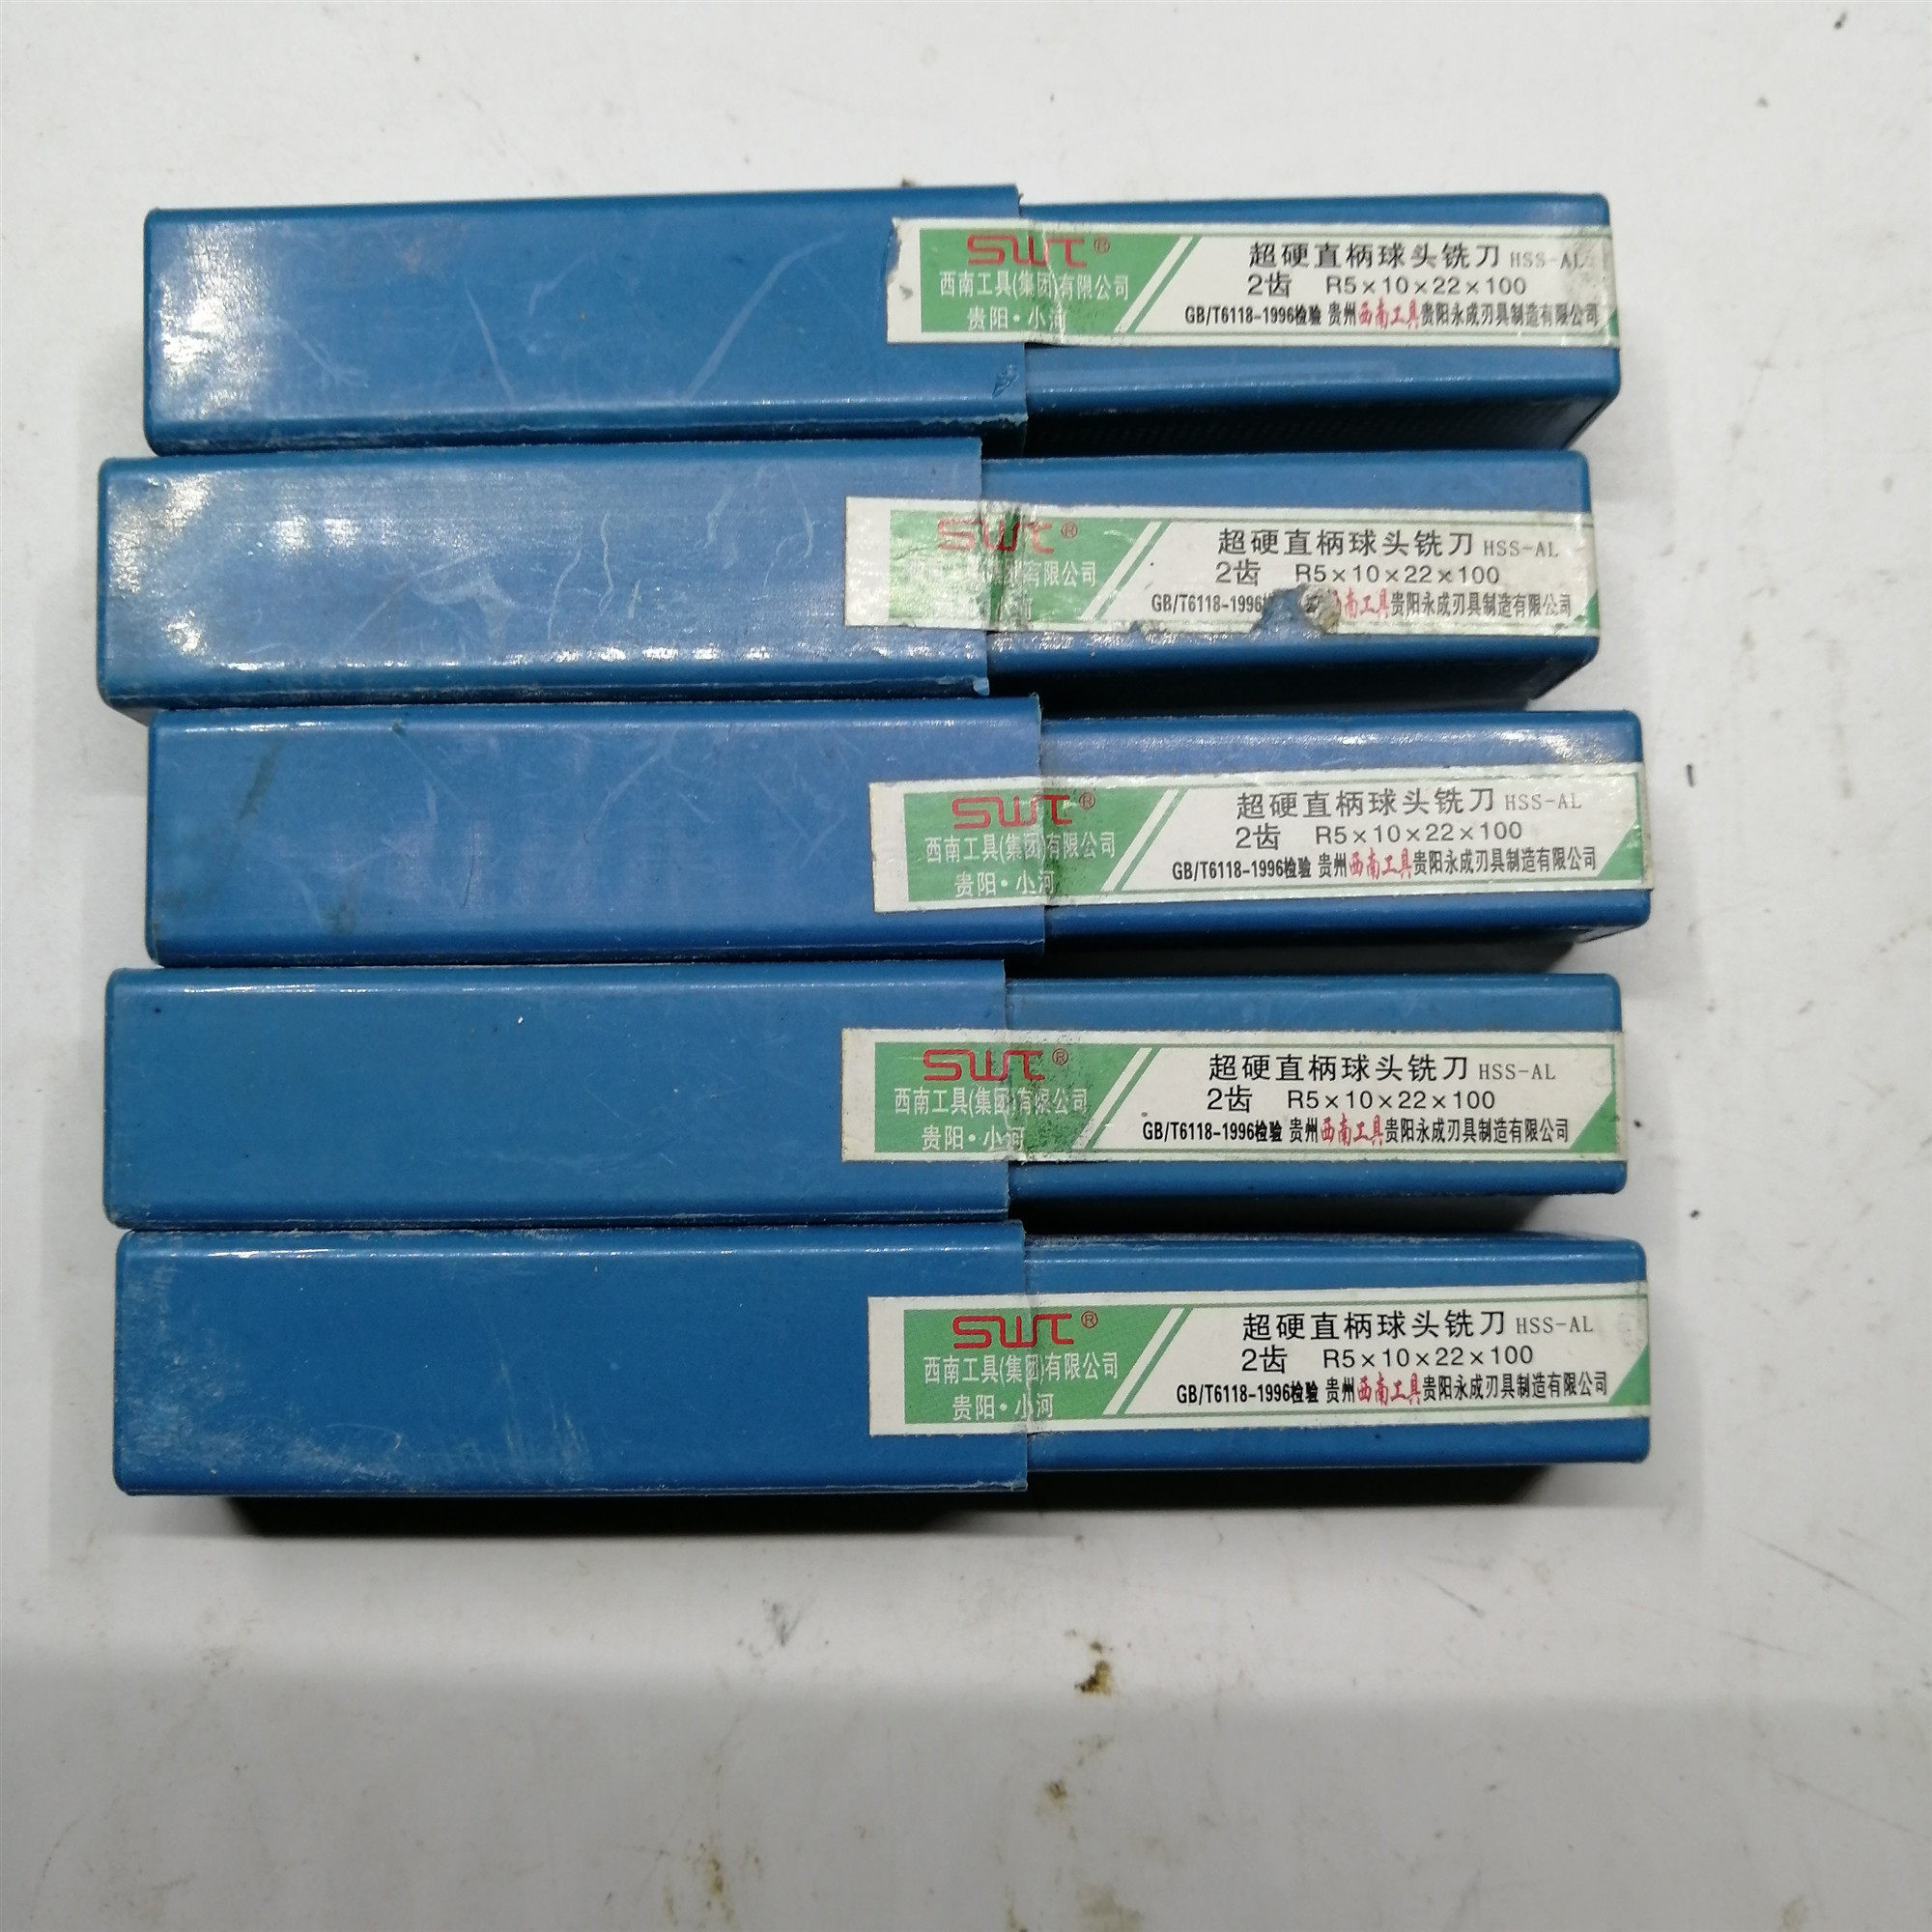 SWT®
西南工具(集团)有限公司
贵阳·小河
超硬直柄球头铣刀 HSS-AL
2齿 R5×10×22×100
GB/T6118-1996检验 贵州西南工具贵阳永成刃具制造有限公司
SWT®
有限公司
超硬直柄球头铣刀 HSS-AL
2齿 R5×10×22×100
GB/T6118-1996 南工具贵阳永成刃具制造有限公司
SWT®
西南工具(集团)有限公司
贵阳·小河
超硬直柄球头铣刀 HSS-AL
2齿 R5×10×22×100
GB/T6118-1996检验 贵州西南工具贵阳永成刃具制造有限公司
SWT®
西南工具(集团)有限公司
贵阳·小河
超硬直柄球头铣刀 HSS-AL
2齿 R5×10×22×100
GB/T6118-1996检验 贵州西南工具贵阳永成刃具制造有限公司
SWT®
西南工具(集团)有限公司
贵阳·小河
超硬直柄球头铣刀 HSS-AL
2齿 R5×10×22×100
GB/T6118-1996检验 贵州西南工具贵阳永成刃具制造有限公司